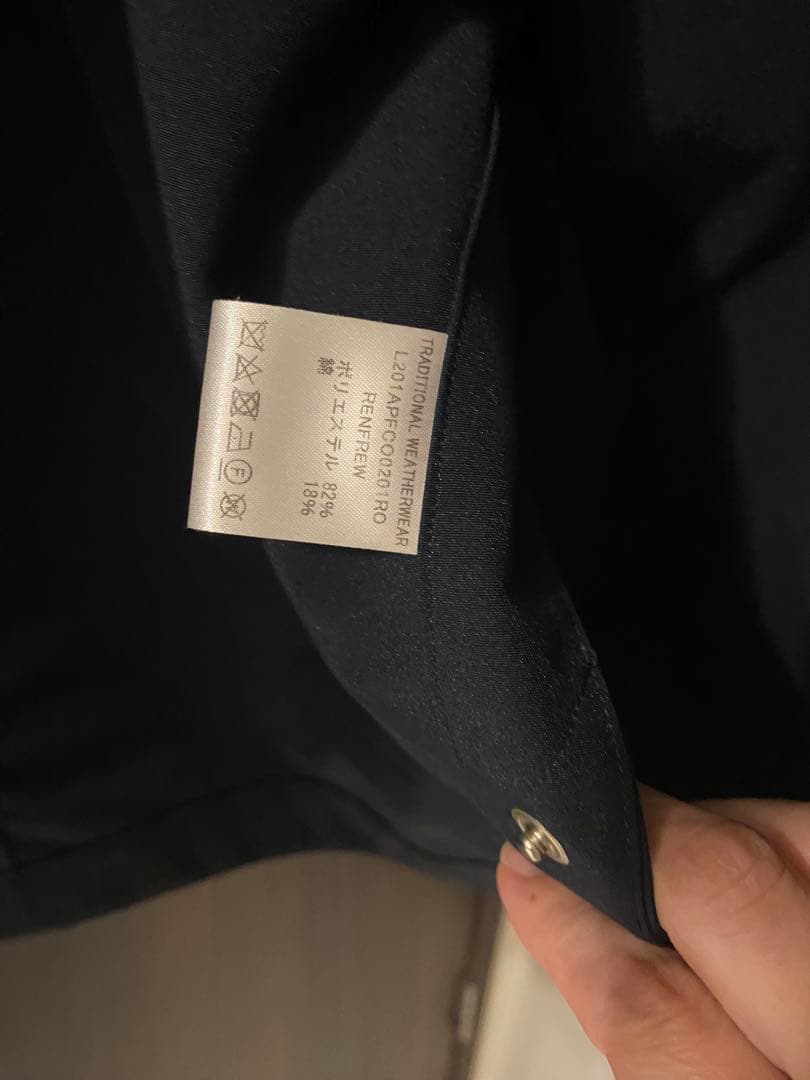 TRADITIONAL WEATHERWEAR
L201APFCO0201RO
RENFREW
ポリエステル 82%
綿 18%
F